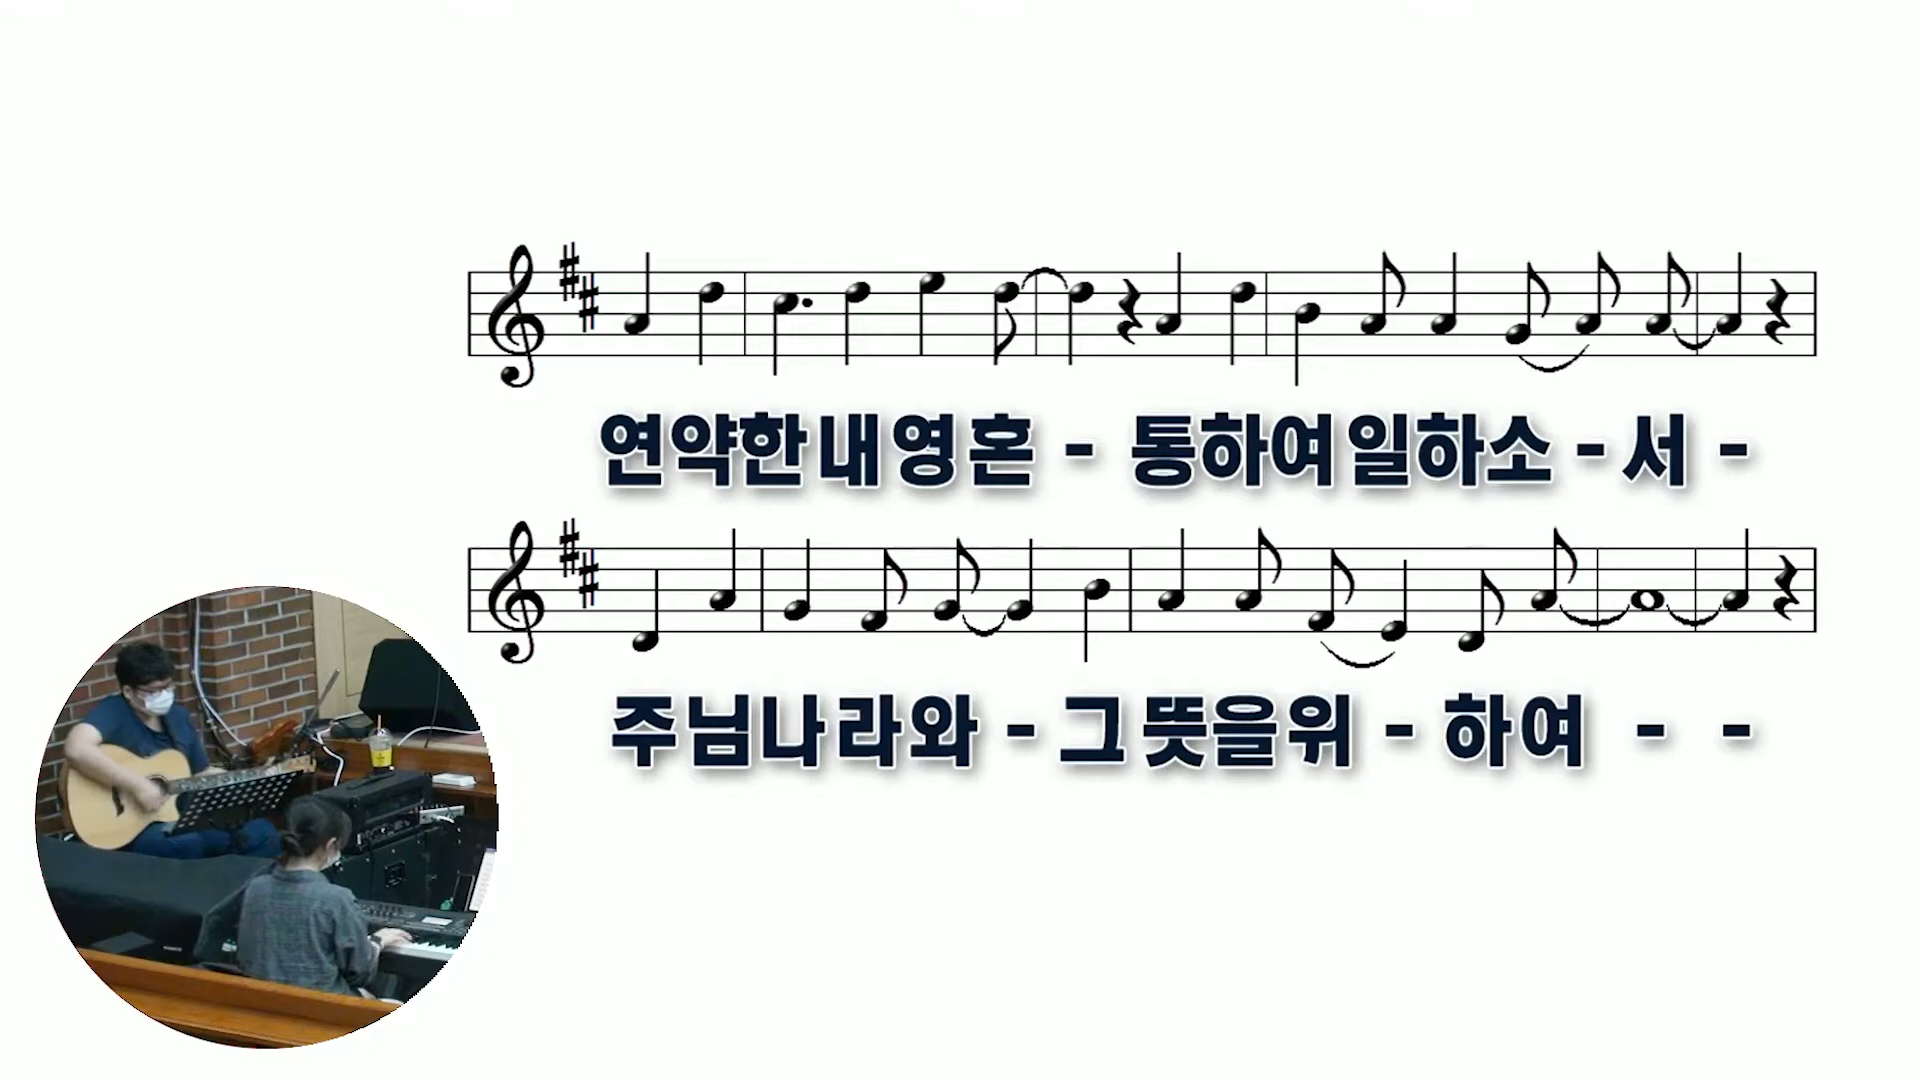 연약한내영혼 - 통하여일하소 - 서 -
주님나라와 - 그뜻을위 - 하여 - -